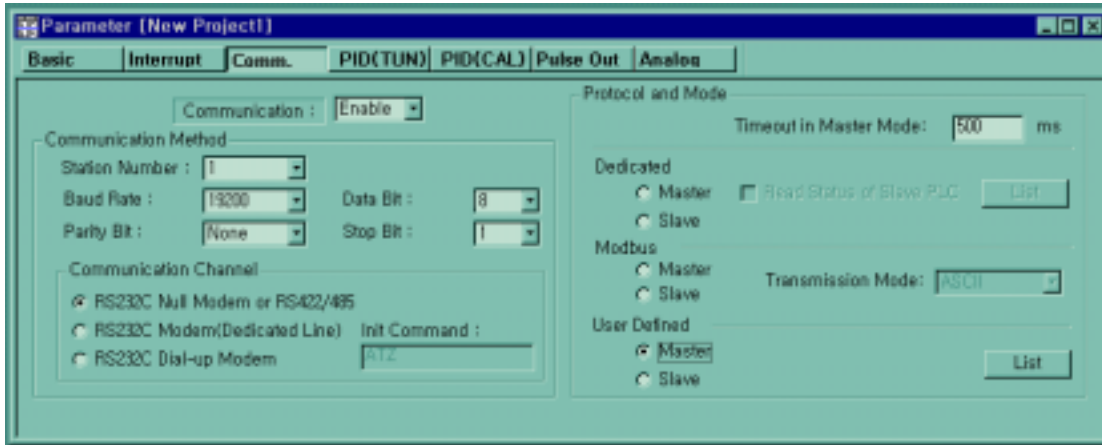 Parameter [New Project1]
Basic Interrupt Comm. PID(TUN) PID(CAL) Pulse Out Analog
Communication : Enable
Communication Method
Station Number : 1
Baud Rate : 19200 Data Bit : 8
Parity Bit : None Stop Bit : 1
Communication Channel
RS232C Null Modem or RS422/485
RS232C Modem(Dedicated Line) Init Command :
RS232C Dial-up Modem ATZ
Protocol and Mode
Timeout in Master Mode: 500 ms
Dedicated
Master Read Status of Slave PLC List
Slave
Modbus
Master
Transmission Mode: ASCII
Slave
User Defined
Master
List
Slave